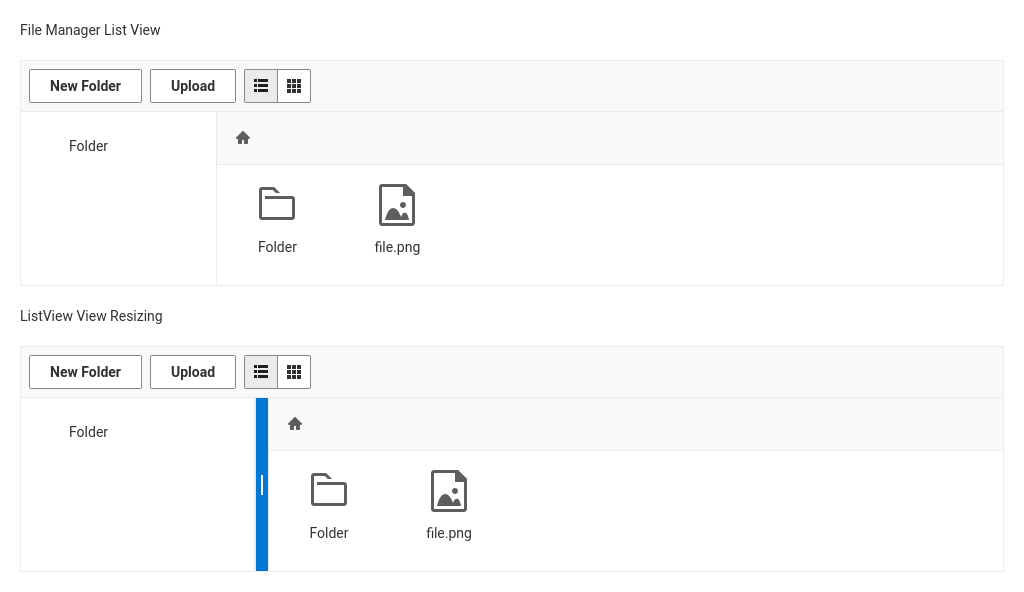 File Manager List View
New Folder Upload
Folder
Folder file.png
ListView View Resizing
New Folder Upload
Folder
Folder file.png